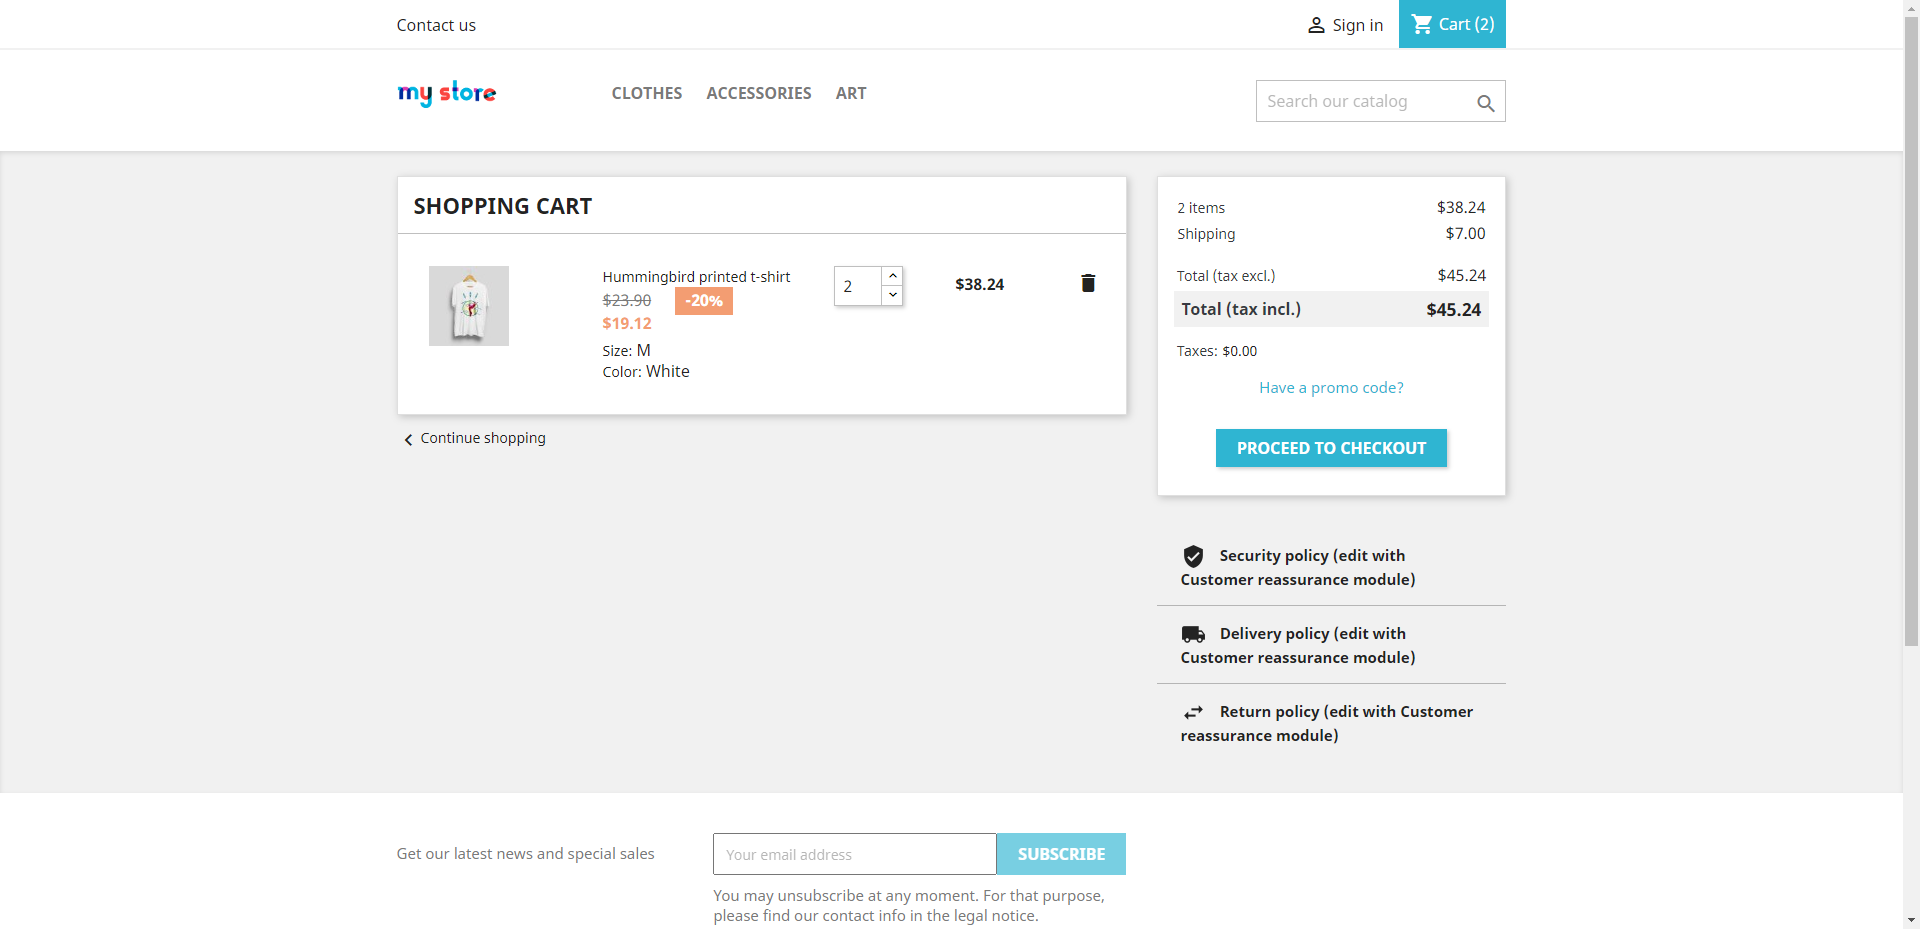 Contact us
Sign in
Cart (2)
my store
CLOTHES
ACCESSORIES
ART
Search our catalog
SHOPPING CART
Hummingbird printed t-shirt
$23.90
-20%
$19.12
Size: M
Color: White
2
$38.24
Continue shopping
2 items
$38.24
Shipping
$7.00
Total (tax excl.)
$45.24
Total (tax incl.)
$45.24
Taxes: $0.00
Have a promo code?
PROCEED TO CHECKOUT
Security policy (edit with
Customer reassurance module)
Delivery policy (edit with
Customer reassurance module)
Return policy (edit with Customer
reassurance module)
Get our latest news and special sales
Your email address
SUBSCRIBE
You may unsubscribe at any moment. For that purpose,
please find our contact info in the legal notice.